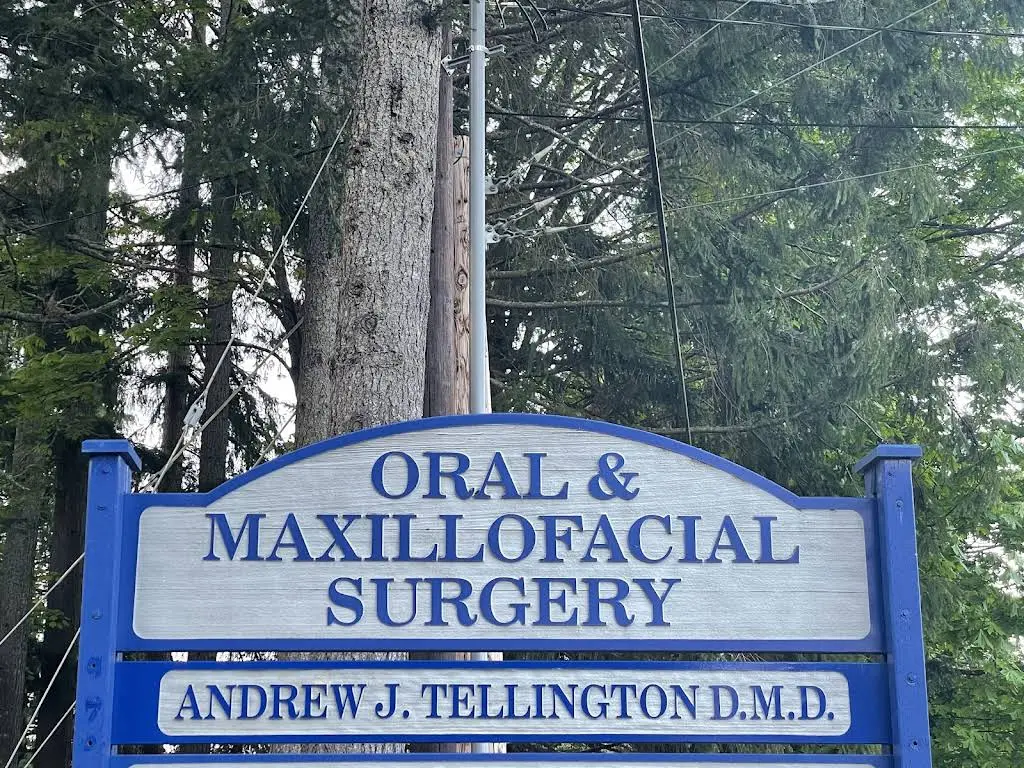 ORAL &
MAXILLOFACIAL
SURGERY
ANDREW J. TELLINGTON D.M.D.